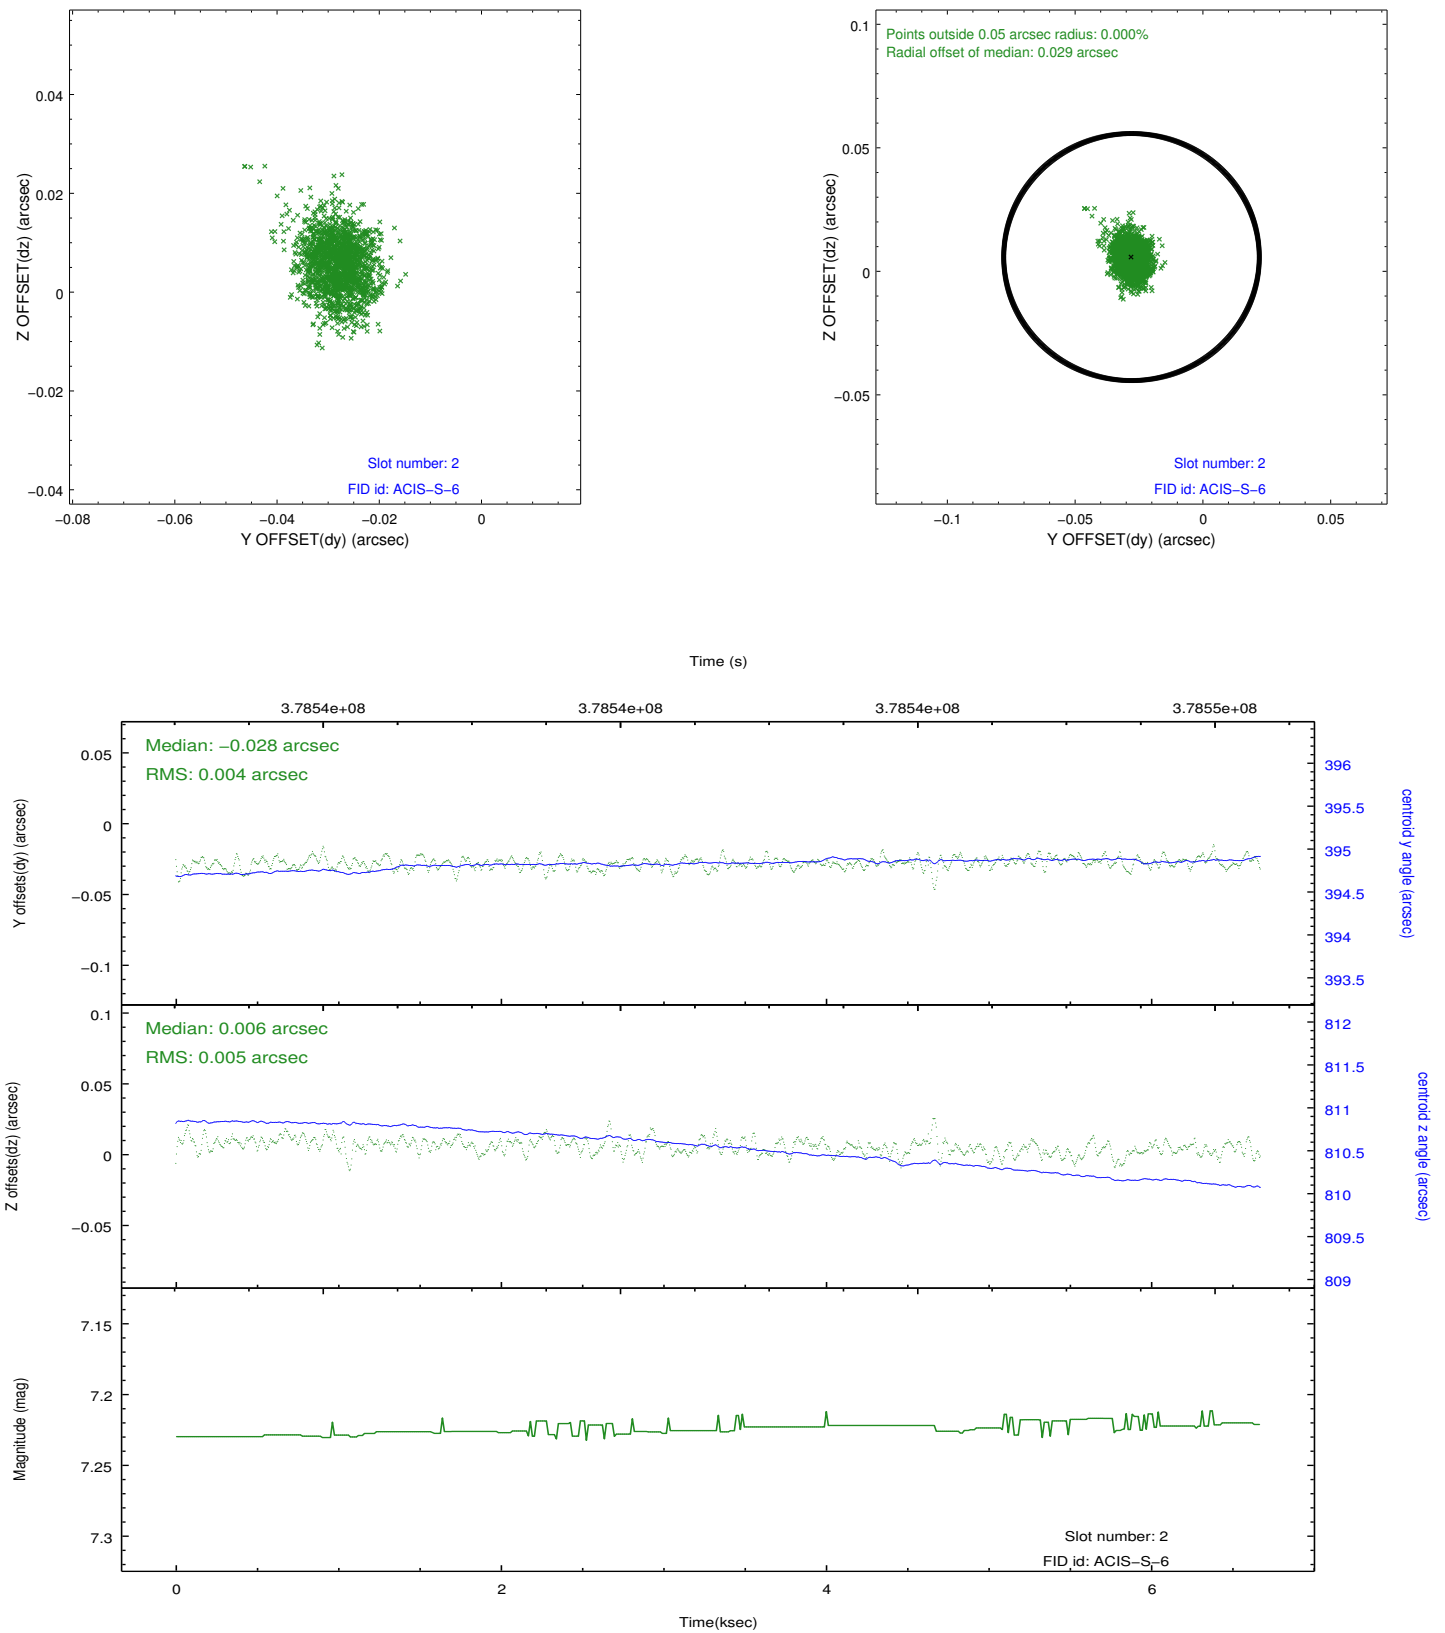 0.04
0.02
0
−0.02
−0.04
Z OFFSET(dz) (arcsec)
Slot number: 2
FID id: ACIS−S−6
−0.08
−0.06
−0.04
−0.02
0
Y OFFSET(dy) (arcsec)
Points outside 0.05 arcsec radius: 0.000%
Radial offset of median: 0.029 arcsec
0.1
0.05
0
−0.05
Z OFFSET(dz) (arcsec)
Slot number: 2
FID id: ACIS−S−6
−0.1
−0.05
0
0.05
Y OFFSET(dy) (arcsec)
Time (s)
3.7854e+08
3.7854e+08
3.7854e+08
3.7855e+08
Median: −0.028 arcsec
RMS: 0.004 arcsec
0.05
0
−0.05
−0.1
Y offsets(dy) (arcsec)
396
395.5
395
394.5
394
393.5
centroid y angle (arcsec)
Median: 0.006 arcsec
RMS: 0.005 arcsec
0.1
0.05
0
−0.05
Z offsets(dz) (arcsec)
812
811.5
811
810.5
810
809.5
809
centroid z angle (arcsec)
7.15
7.2
7.25
7.3
Magnitude (mag)
Slot number: 2
FID id: ACIS−S−6
0
2
4
6
Time(ksec)